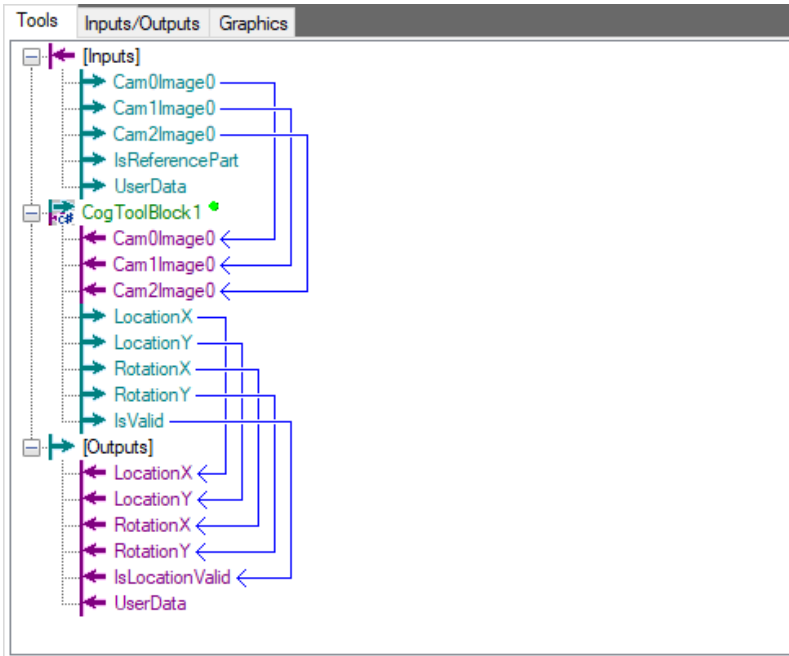 Tools Inputs/Outputs Graphics
[Inputs]
Cam0Image0
Cam1Image0
Cam2Image0
IsReferencePart
UserData
C# CogToolBlock1
Cam0Image0
Cam1Image0
Cam2Image0
LocationX
LocationY
RotationX
RotationY
IsValid
[Outputs]
LocationX
LocationY
RotationX
RotationY
IsLocationValid
UserData